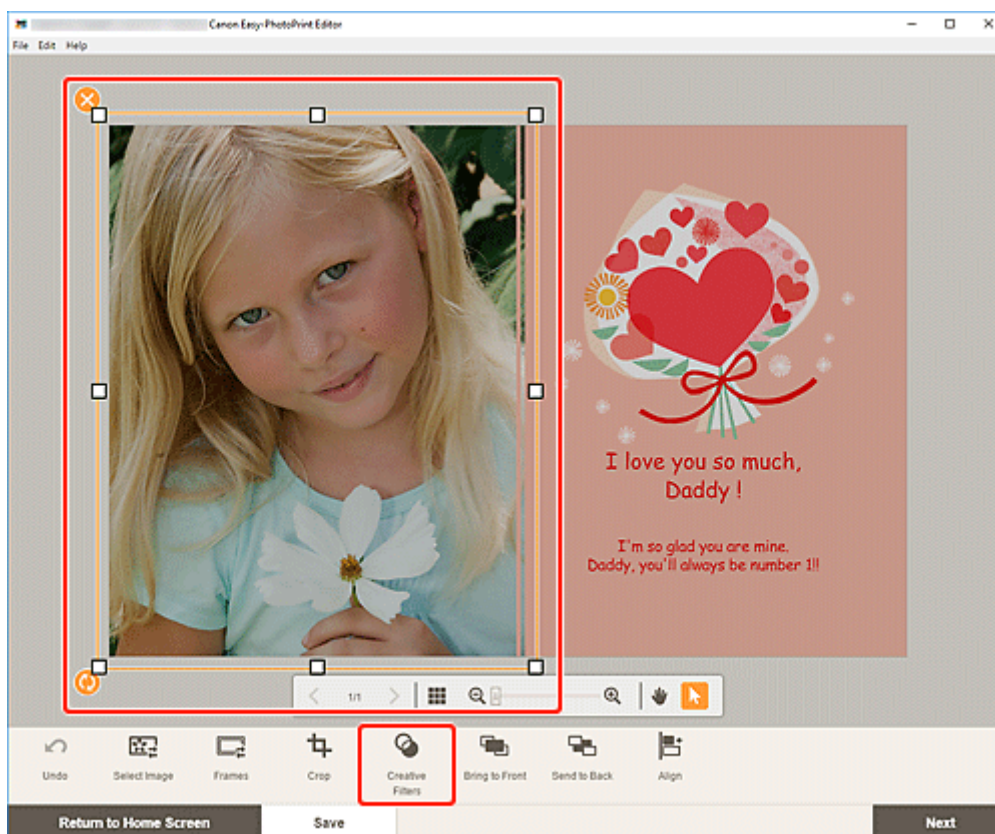 Canon Easy-PhotoPrint Editor
File Edit Help
I love you so much,
Daddy !
I'm so glad you are mine.
Daddy, you'll always be number 1!!
1/1
Undo
Select Image
Frames
Crop
Creative
Filters
Bring to Front
Send to Back
Align
Return to Home Screen
Save
Next